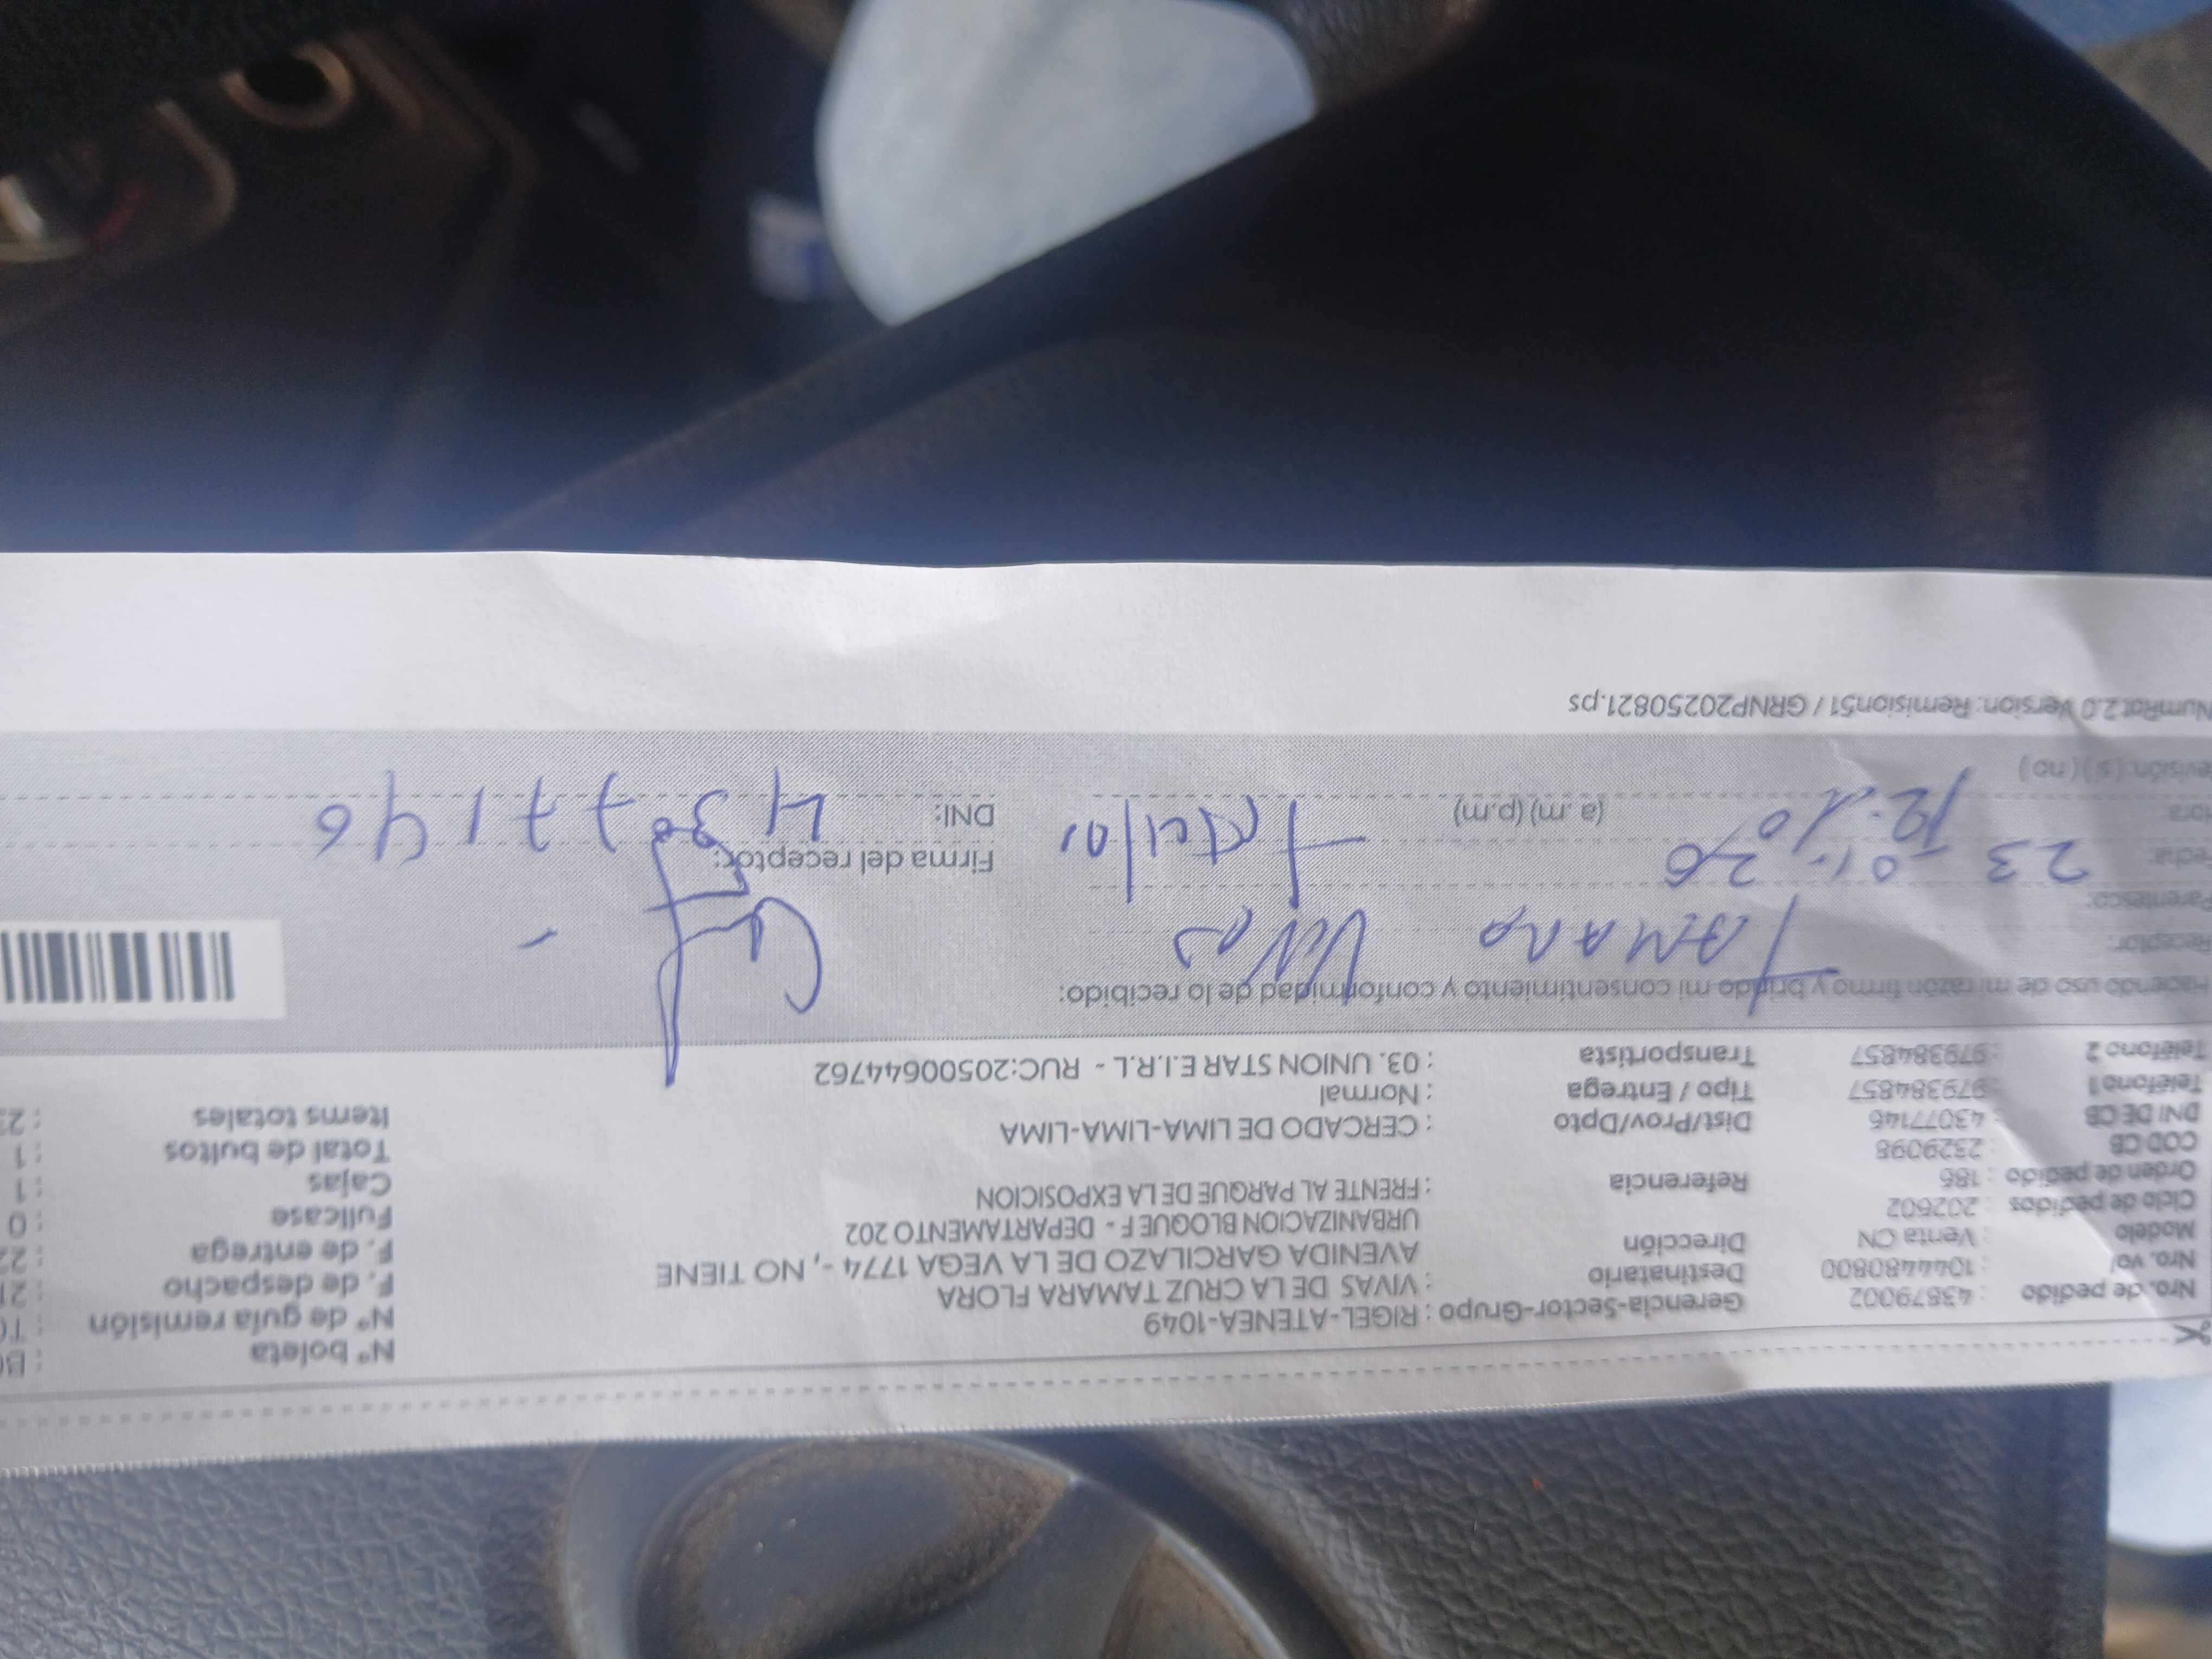 Nro. de pedido : 43879002
Nro. vol : 104480800
Modelo : Venta CN
Ciclo de pedidos : 202602
Orden de pedido : 186
COD CB : 2329098
DNI DE CB : 43077146
Teléfono 1 : 979384857
Teléfono 2 : 979384857
Gerencia-Sector-Grupo : RIGEL-ATENEA-1049
Destinatario : VIVAS DE LA CRUZ TAMARA FLORA
Dirección AVENIDA GARCILAZO DE LA VEGA 1774 -, NO TIENE
URBANIZACION BLOQUE F - DEPARTAMENTO 202
Referencia : FRENTE AL PARQUE DE LA EXPOSICION
Dist/Prov/Dpto : CERCADO DE LIMA-LIMA-LIMA
Tipo / Entrega : Normal
Transportista : 03. UNION STAR E.I.R.L - RUC:20500644762
N° boleta
N° de guía remisión
F. de despacho
F. de entrega
Fullcase : 0
Cajas : 1
Total de bultos : 1
Items totales
Haciendo uso de mi razón firmo y brindo mi consentimiento y conformidad de lo recibido:
Receptor: TAMARA VIVAS
Parentesco: titular
Fecha: 23 01 26
Hora: 12:10 (a.m) (p.m)
evisión: ( si ) ( no )
Firma del receptor:
DNI: 43077146
NumRot 2.0 Version: Remision51 / GRNP20250821.ps